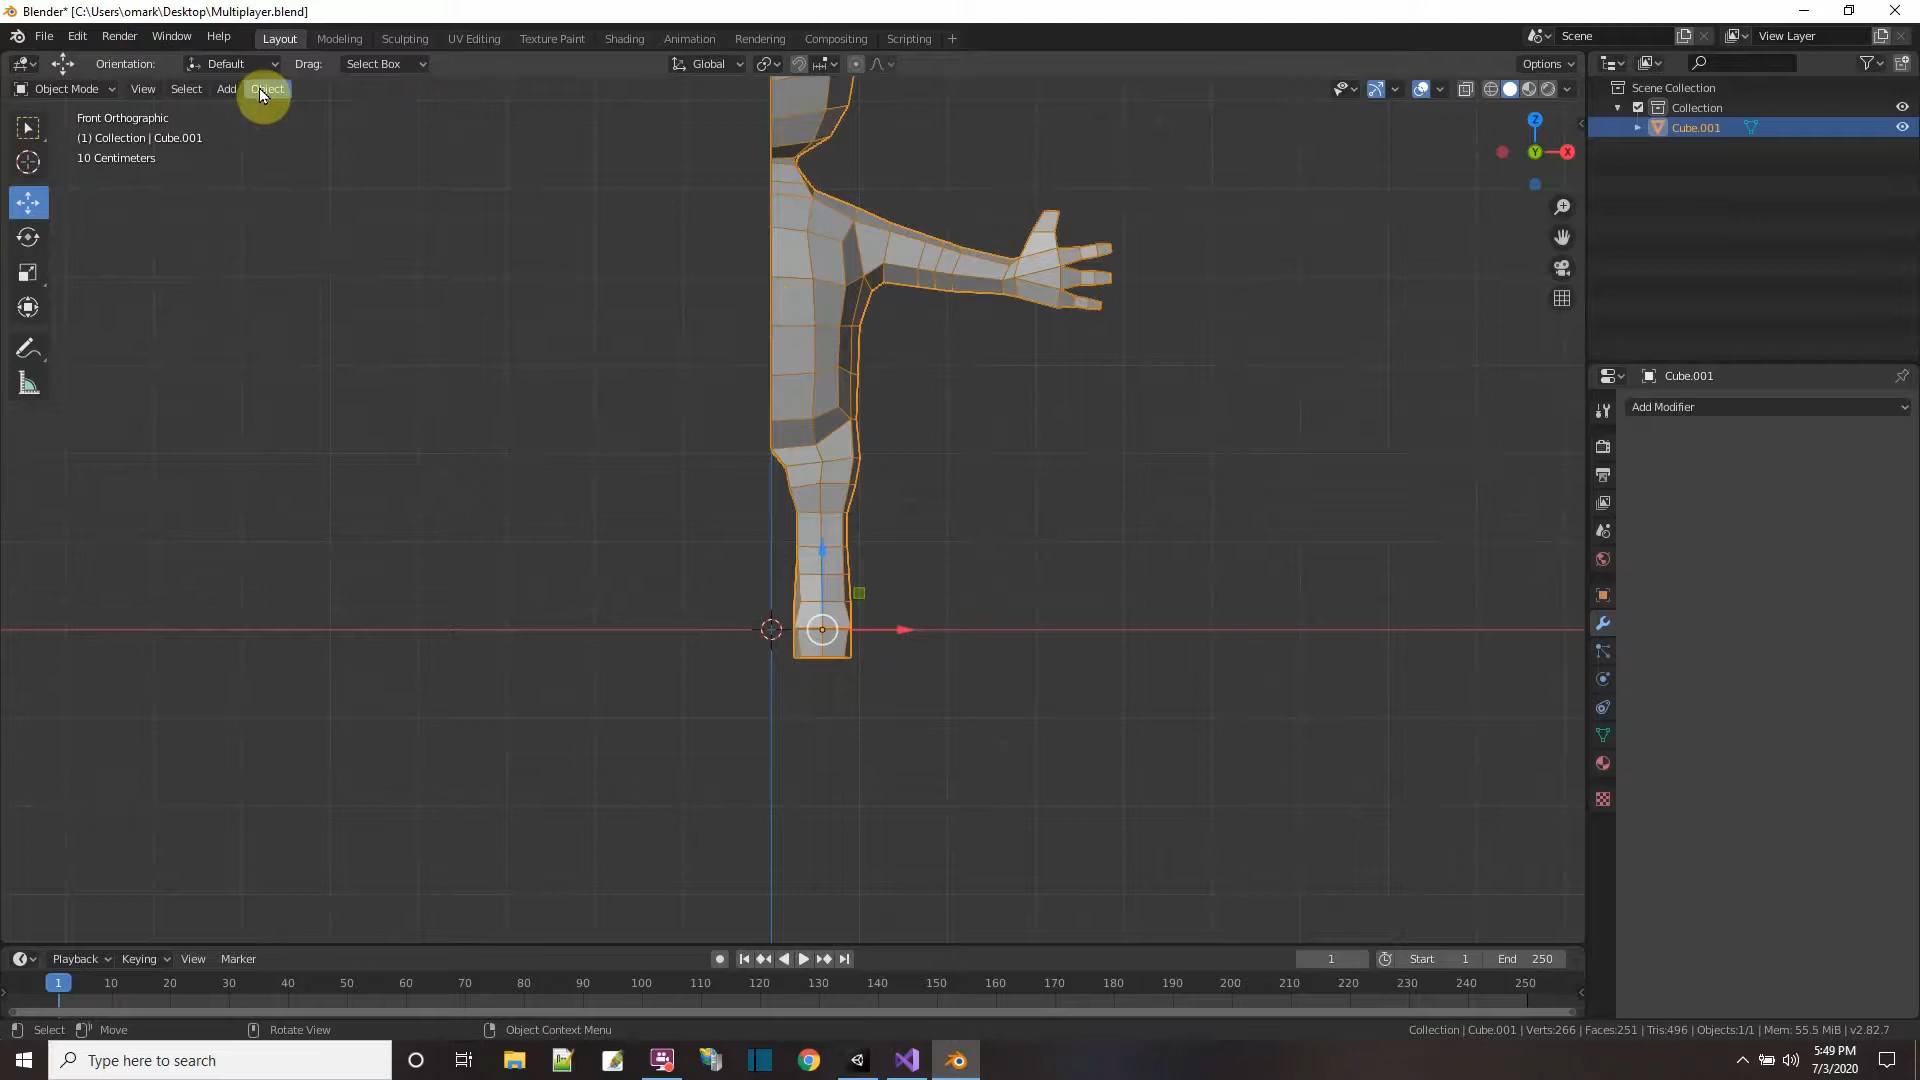 Blender* [C:\Users\omark\Desktop\Multiplayer.blend]
File Edit Render Window Help Layout Modeling Sculpting UV Editing Texture Paint Shading Animation Rendering Compositing Scripting + Scene View Layer
Orientation: Default Drag: Select Box Global Options
Object Mode View Select Add Object
Front Orthographic
(1) Collection | Cube.001
10 Centimeters
Z
Y
X
Scene Collection
Collection
Cube.001
Cube.001
Add Modifier
Playback Keying View Marker 1 Start 1 End 250
1 10 20 30 40 50 60 70 80 90 100 110 120 130 140 150 160 170 180 190 200 210 220 230 240 250
Select Move Rotate View Object Context Menu Collection | Cube.001 | Verts:266 | Faces:251 | Tris:496 | Objects:1/1 | Mem: 55.5 MiB | v2.82.7
Type here to search
5:49 PM
7/3/2020